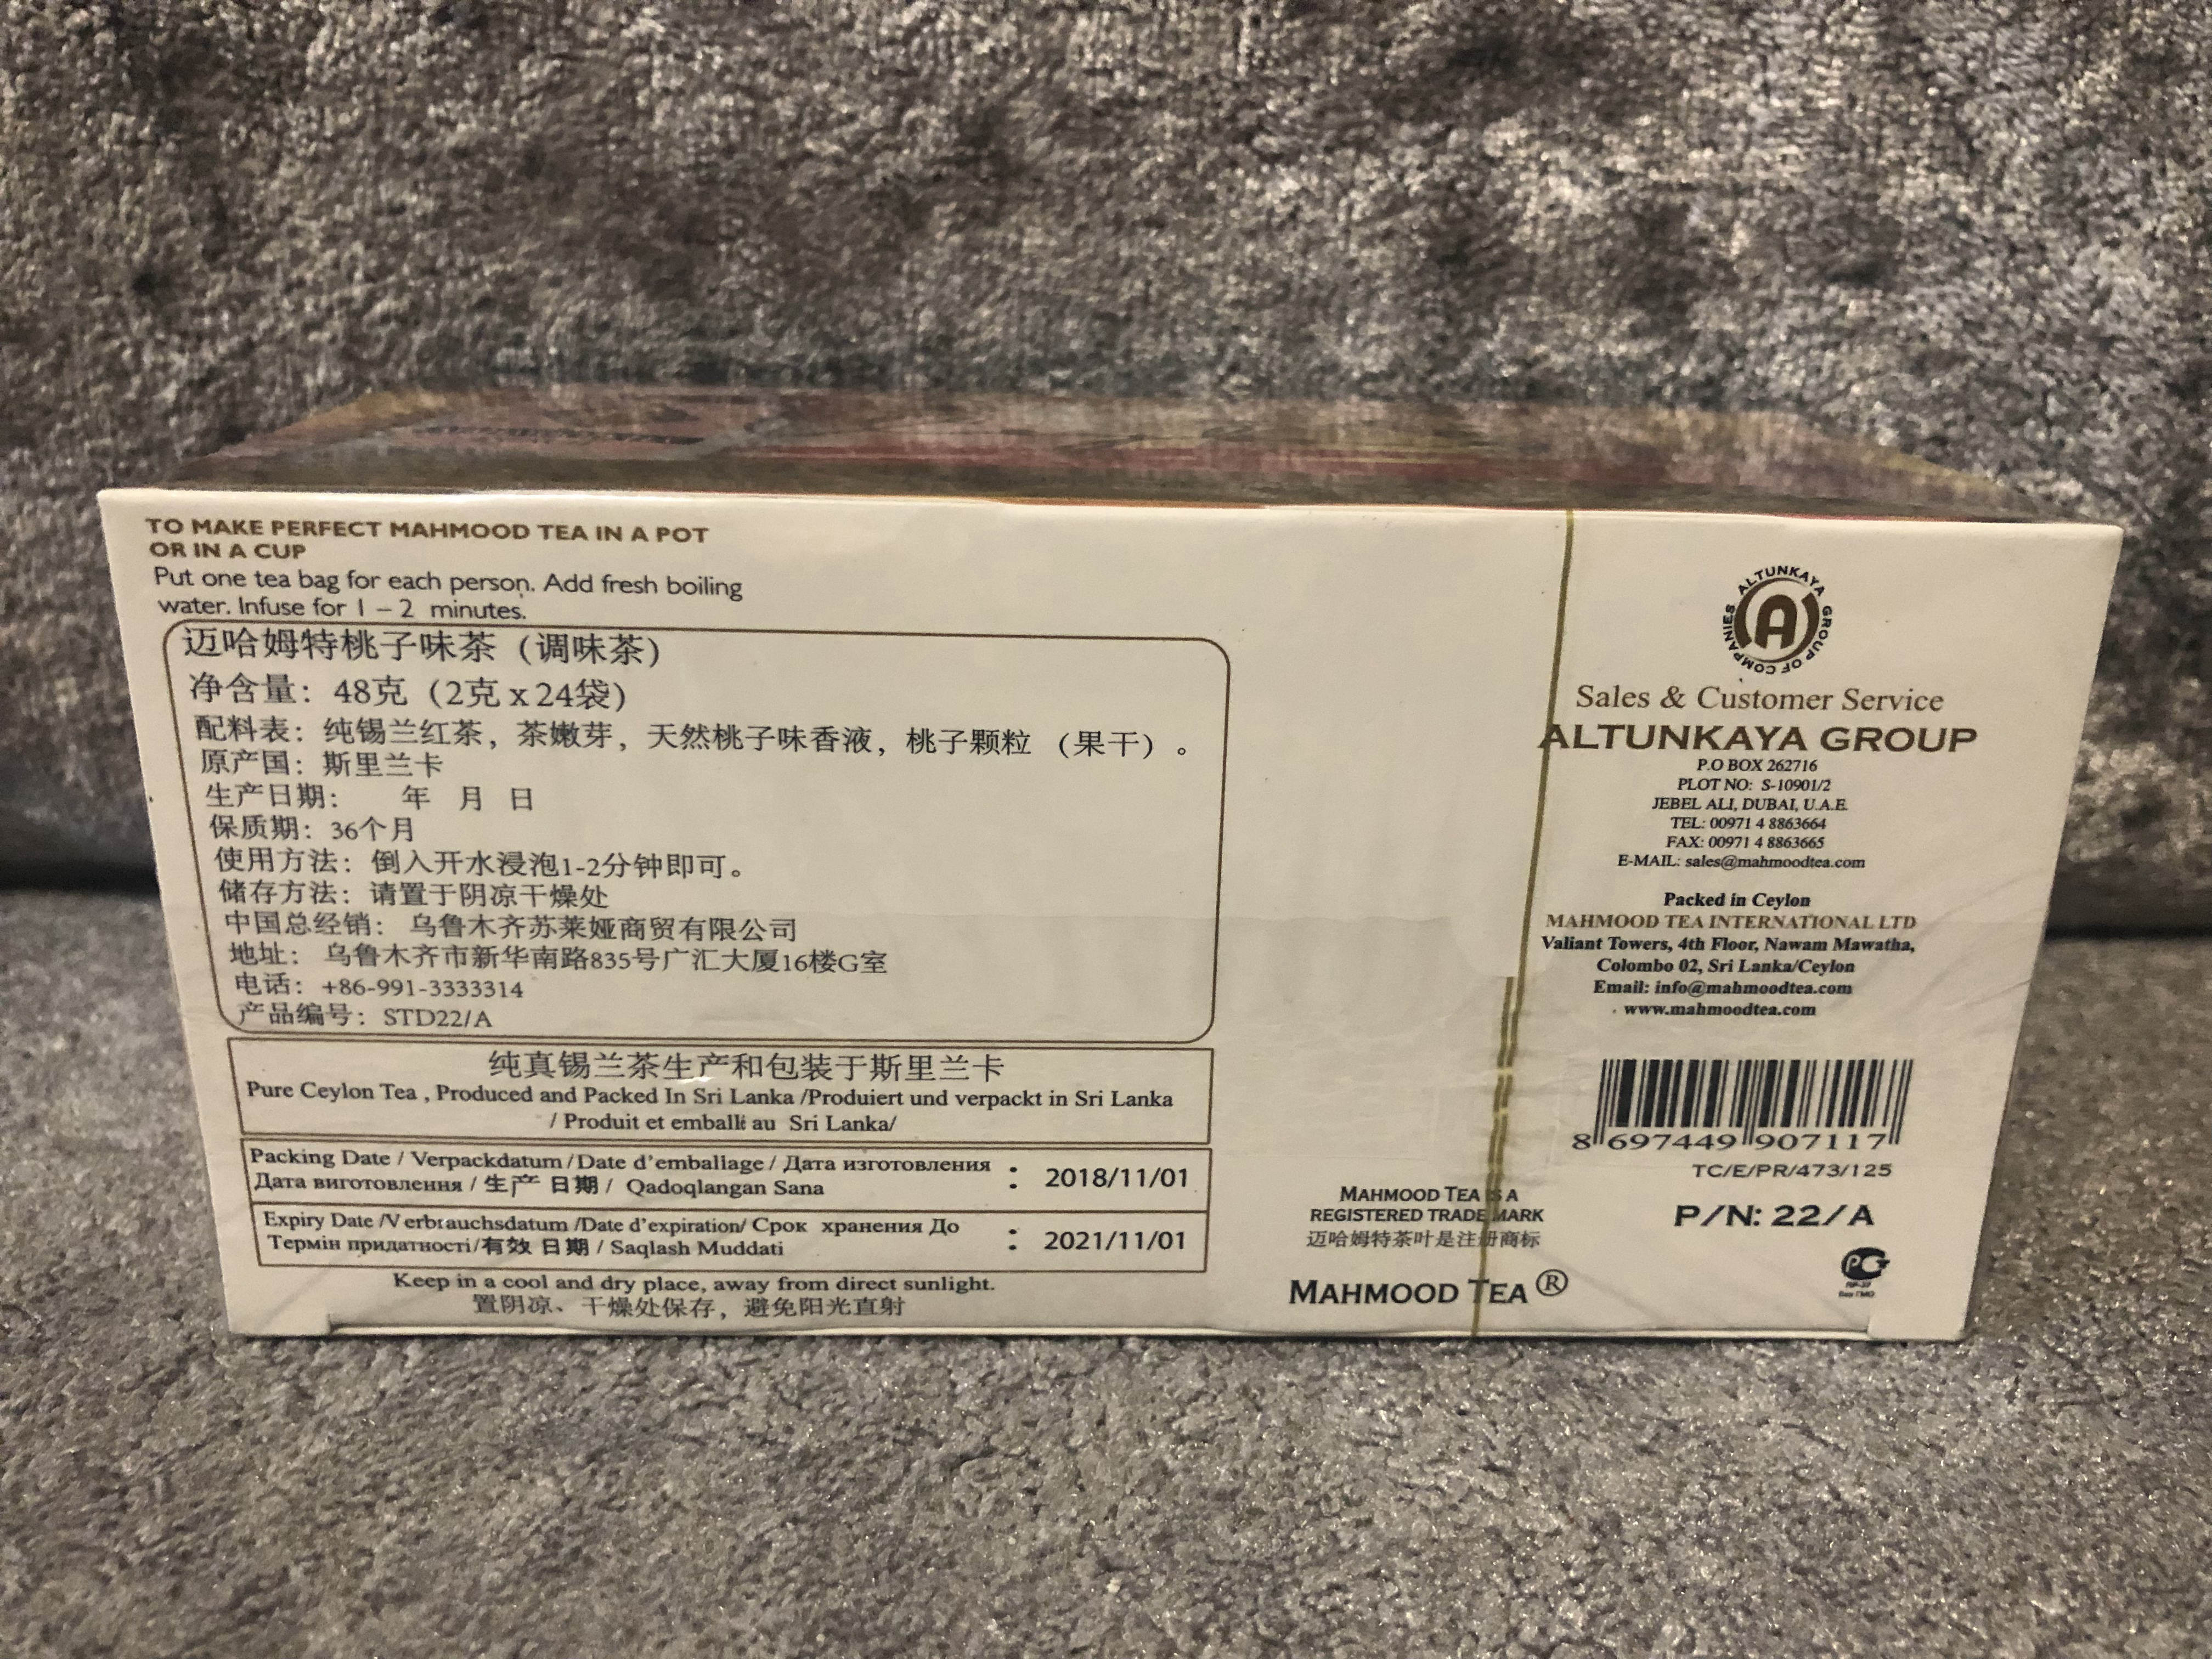 TO MAKE PERFECT MAHMOOD TEA IN A POT
OR IN A CUP
Put one tea bag for each person. Add fresh boiling
water. Infuse for 1 – 2 minutes.
迈哈姆特桃子味茶（调味茶）
净含量：48克（2克 x 24袋）
配料表：纯锡兰红茶，茶嫩芽，天然桃子味香液，桃子颗粒 （果干）。
原产国：斯里兰卡
生产日期： 年 月 日
保质期：36个月
使用方法：倒入开水浸泡1-2分钟即可。
储存方法：请置于阴凉干燥处
中国总经销：乌鲁木齐苏莱娅商贸有限公司
地址：乌鲁木齐市新华南路835号广汇大厦16楼G室
电话：+86-991-3333314
产品编号：STD22/A
纯真锡兰茶生产和包装于斯里兰卡
Pure Ceylon Tea , Produced and Packed In Sri Lanka /Produiert und verpackt in Sri Lanka
/ Produit et emballé au Sri Lanka/
Packing Date / Verpackdatum / Date d'emballage / Дата изготовления
Дата виготовлення / 生产 日期 / Qadoqlangan Sana : 2018/11/01
Expiry Date /Verbrauchsdatum /Date d'expiration/ Срок хранения До
Термін придатності/有效 日期 / Saqlash Muddati : 2021/11/01
Keep in a cool and dry place, away from direct sunlight.
置阴凉、干燥处保存，避免阳光直射
MAHMOOD TEA IS A
REGISTERED TRADE MARK
迈哈姆特茶叶是注册商标
MAHMOOD TEA ®
ALTUNKAYA GROUP OF COMPANIES
A
Sales & Customer Service
ALTUNKAYA GROUP
P.O BOX 262716
PLOT NO: S-10901/2
JEBEL ALI, DUBAI, U.A.E.
TEL: 00971 4 8863664
FAX: 00971 4 8863665
E-MAIL: sales@mahmoodtea.com
Packed in Ceylon
MAHMOOD TEA INTERNATIONAL LTD
Valiant Towers, 4th Floor, Nawam Mawatha,
Colombo 02, Sri Lanka/Ceylon
Email: info@mahmoodtea.com
www.mahmoodtea.com
8 697449 907117
TC/E/PR/473/125
P/N: 22/A
Без ГМО